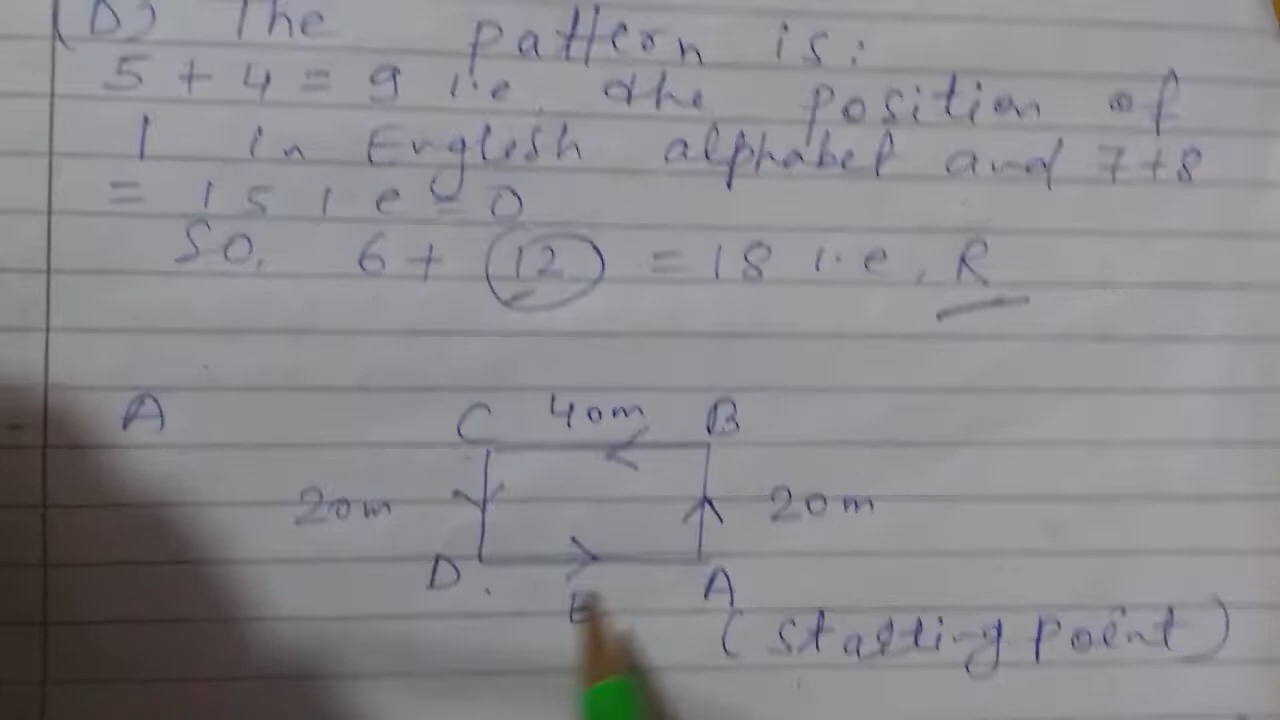 (D) The pattern is:
5 + 4 = 9 i.e. the position of
I in English alphabet and 7+8
= 15 i e - O
SO, 6 + 12 = 18 i.e, R
A
C 40m B
20m 20m
D. A
E
(Starting point)